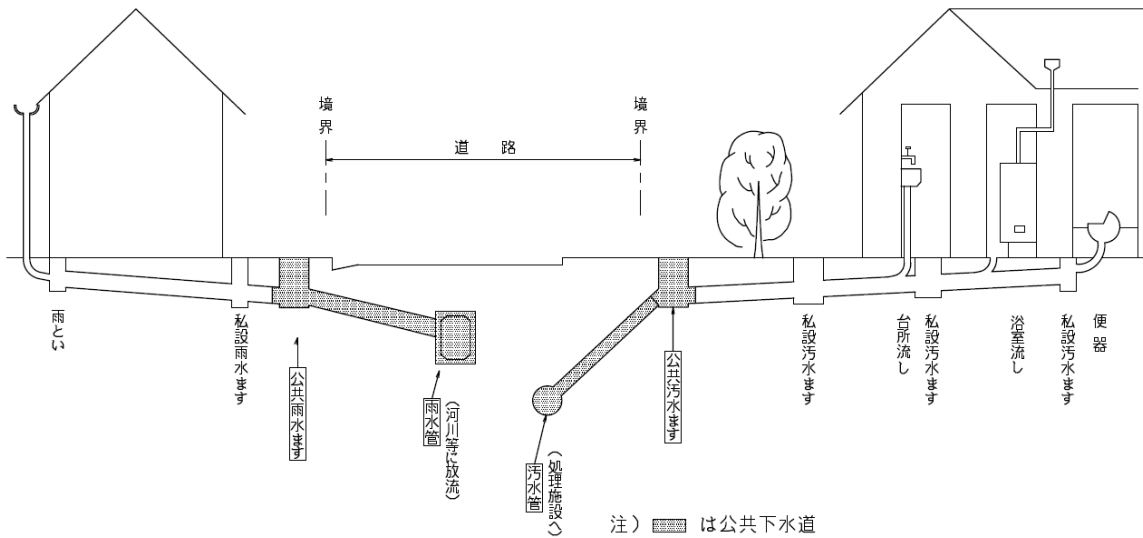 境界
道路
境界
雨とい
私設雨水ます
公共雨水ます
雨水管
（河川等に放流）
汚水管
（処理施設へ）
公共汚水ます
私設汚水ます
台所流し
私設汚水ます
浴室流し
私設汚水ます
便器
注） は公共下水道